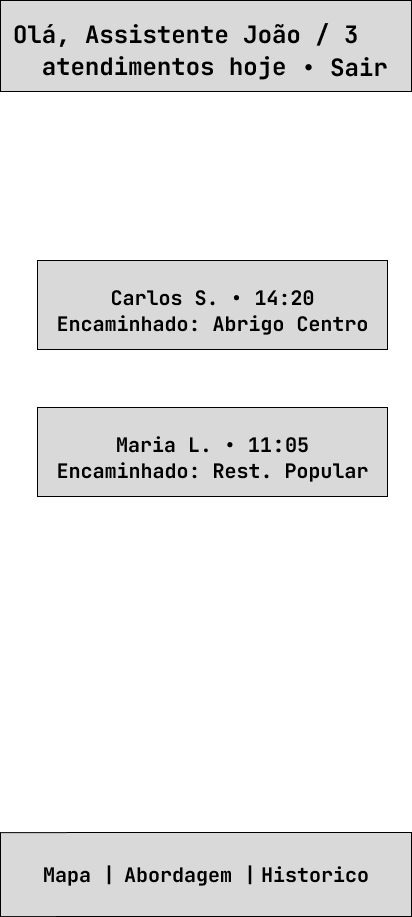 Olá, Assistente João / 3
atendimentos hoje • Sair
Carlos S. • 14:20
Encaminhado: Abrigo Centro
Maria L. • 11:05
Encaminhado: Rest. Popular
Mapa | Abordagem | Historico